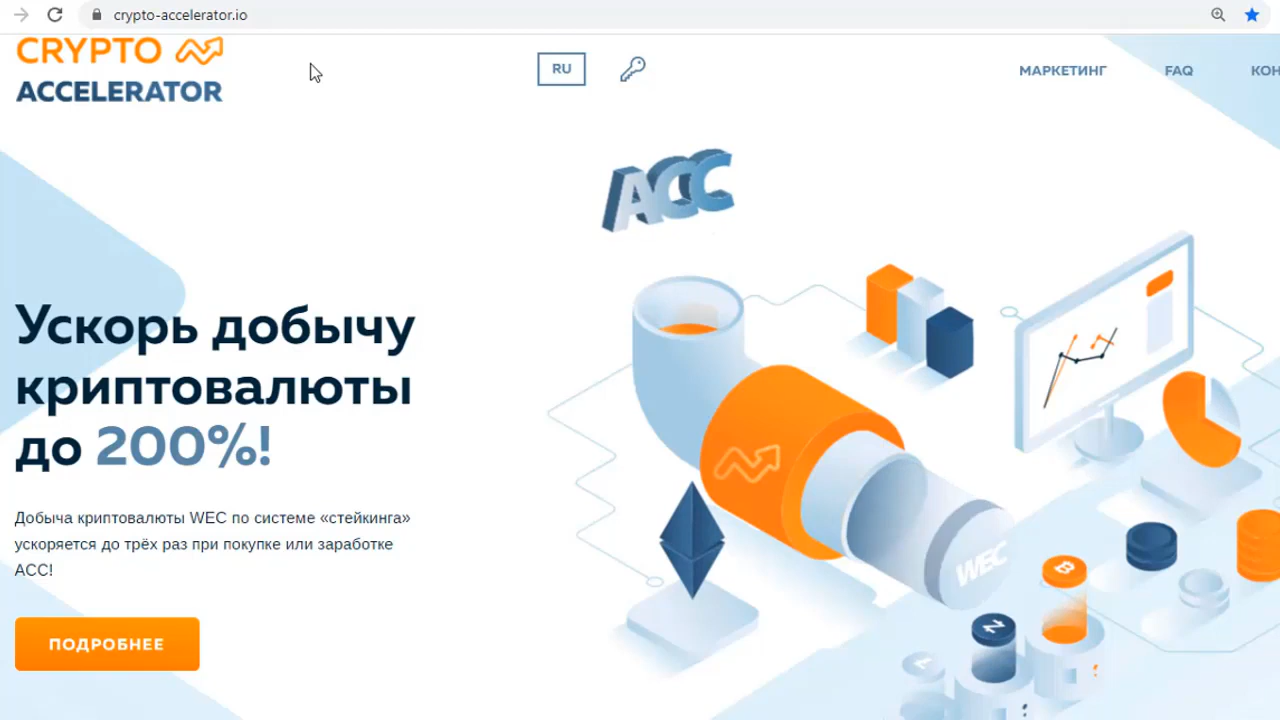 crypto-accelerator.io
CRYPTO
ACCELERATOR
RU
МАРКЕТИНГ
FAQ
КОН
ACC
Ускорь добычу
криптовалюты
до 200%!
Добыча криптовалюты WEC по системе «стейкинга»
ускоряется до трёх раз при покупке или заработке
ACC!
ПОДРОБНЕЕ
WEC